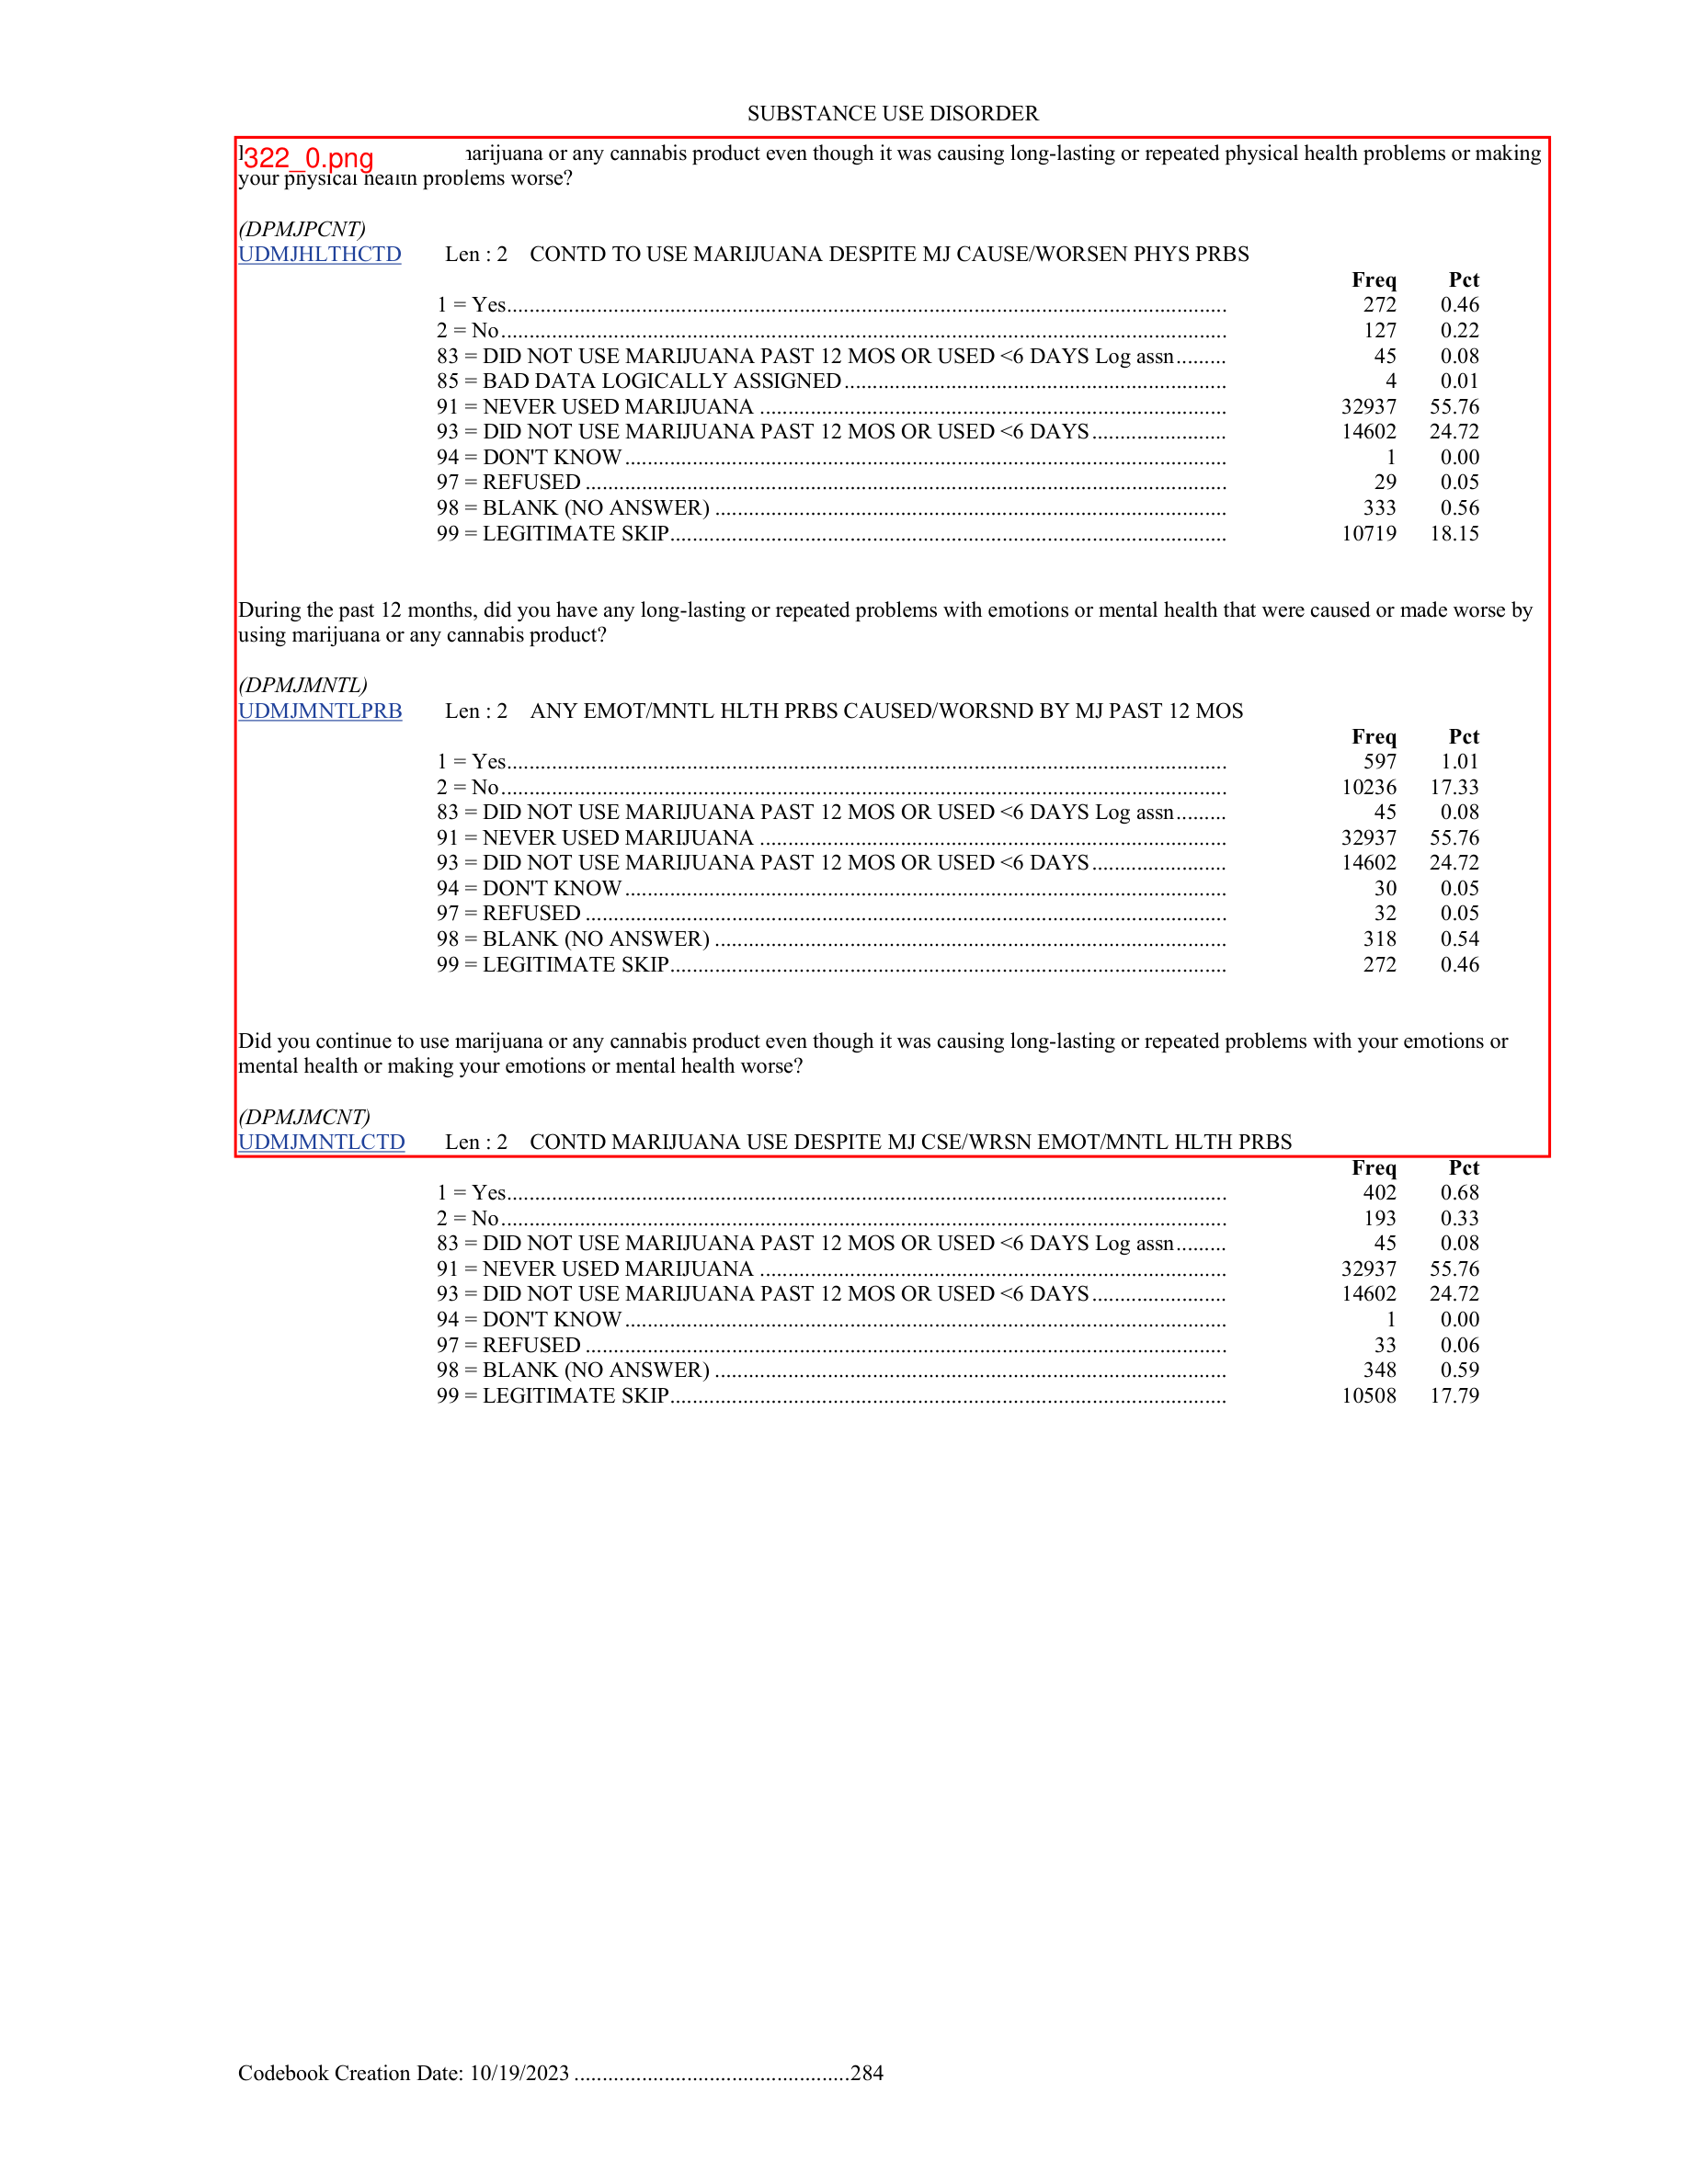 SUBSTANCE USE DISORDER
322_0.png marijuana or any cannabis product even though it was causing long-lasting or repeated physical health problems or making
your physical health problems worse?
(DPMJPCNT)
UDMJHLTHCTD Len : 2 CONTD TO USE MARIJUANA DESPITE MJ CAUSE/WORSEN PHYS PRBS
Freq Pct
1 = Yes................................................................ 272 0.46
2 = No................................................................ 127 0.22
83 = DID NOT USE MARIJUANA PAST 12 MOS OR USED <6 DAYS Log assn......... 45 0.08
85 = BAD DATA LOGICALLY ASSIGNED................................ 4 0.01
91 = NEVER USED MARIJUANA ................................ 32937 55.76
93 = DID NOT USE MARIJUANA PAST 12 MOS OR USED <6 DAYS........................ 14602 24.72
94 = DON'T KNOW................................ 1 0.00
97 = REFUSED ................................ 29 0.05
98 = BLANK (NO ANSWER) ................................ 333 0.56
99 = LEGITIMATE SKIP................................ 10719 18.15
During the past 12 months, did you have any long-lasting or repeated problems with emotions or mental health that were caused or made worse by
using marijuana or any cannabis product?
(DPMJMNTL)
UDMJMNTLPRB Len : 2 ANY EMOT/MNTL HLTH PRBS CAUSED/WORSND BY MJ PAST 12 MOS
Freq Pct
1 = Yes................................................................ 597 1.01
2 = No................................................................ 10236 17.33
83 = DID NOT USE MARIJUANA PAST 12 MOS OR USED <6 DAYS Log assn......... 45 0.08
91 = NEVER USED MARIJUANA ................................ 32937 55.76
93 = DID NOT USE MARIJUANA PAST 12 MOS OR USED <6 DAYS........................ 14602 24.72
94 = DON'T KNOW................................ 30 0.05
97 = REFUSED ................................ 32 0.05
98 = BLANK (NO ANSWER) ................................ 318 0.54
99 = LEGITIMATE SKIP................................ 272 0.46
Did you continue to use marijuana or any cannabis product even though it was causing long-lasting or repeated problems with your emotions or
mental health or making your emotions or mental health worse?
(DPMJMCNT)
UDMJMNTLCTD Len : 2 CONTD MARIJUANA USE DESPITE MJ CSE/WRSN EMOT/MNTL HLTH PRBS
Freq Pct
1 = Yes................................................................ 402 0.68
2 = No................................................................ 193 0.33
83 = DID NOT USE MARIJUANA PAST 12 MOS OR USED <6 DAYS Log assn......... 45 0.08
91 = NEVER USED MARIJUANA ................................ 32937 55.76
93 = DID NOT USE MARIJUANA PAST 12 MOS OR USED <6 DAYS........................ 14602 24.72
94 = DON'T KNOW................................ 1 0.00
97 = REFUSED ................................ 33 0.06
98 = BLANK (NO ANSWER) ................................ 348 0.59
99 = LEGITIMATE SKIP................................ 10508 17.79
Codebook Creation Date: 10/19/2023 .................................................284